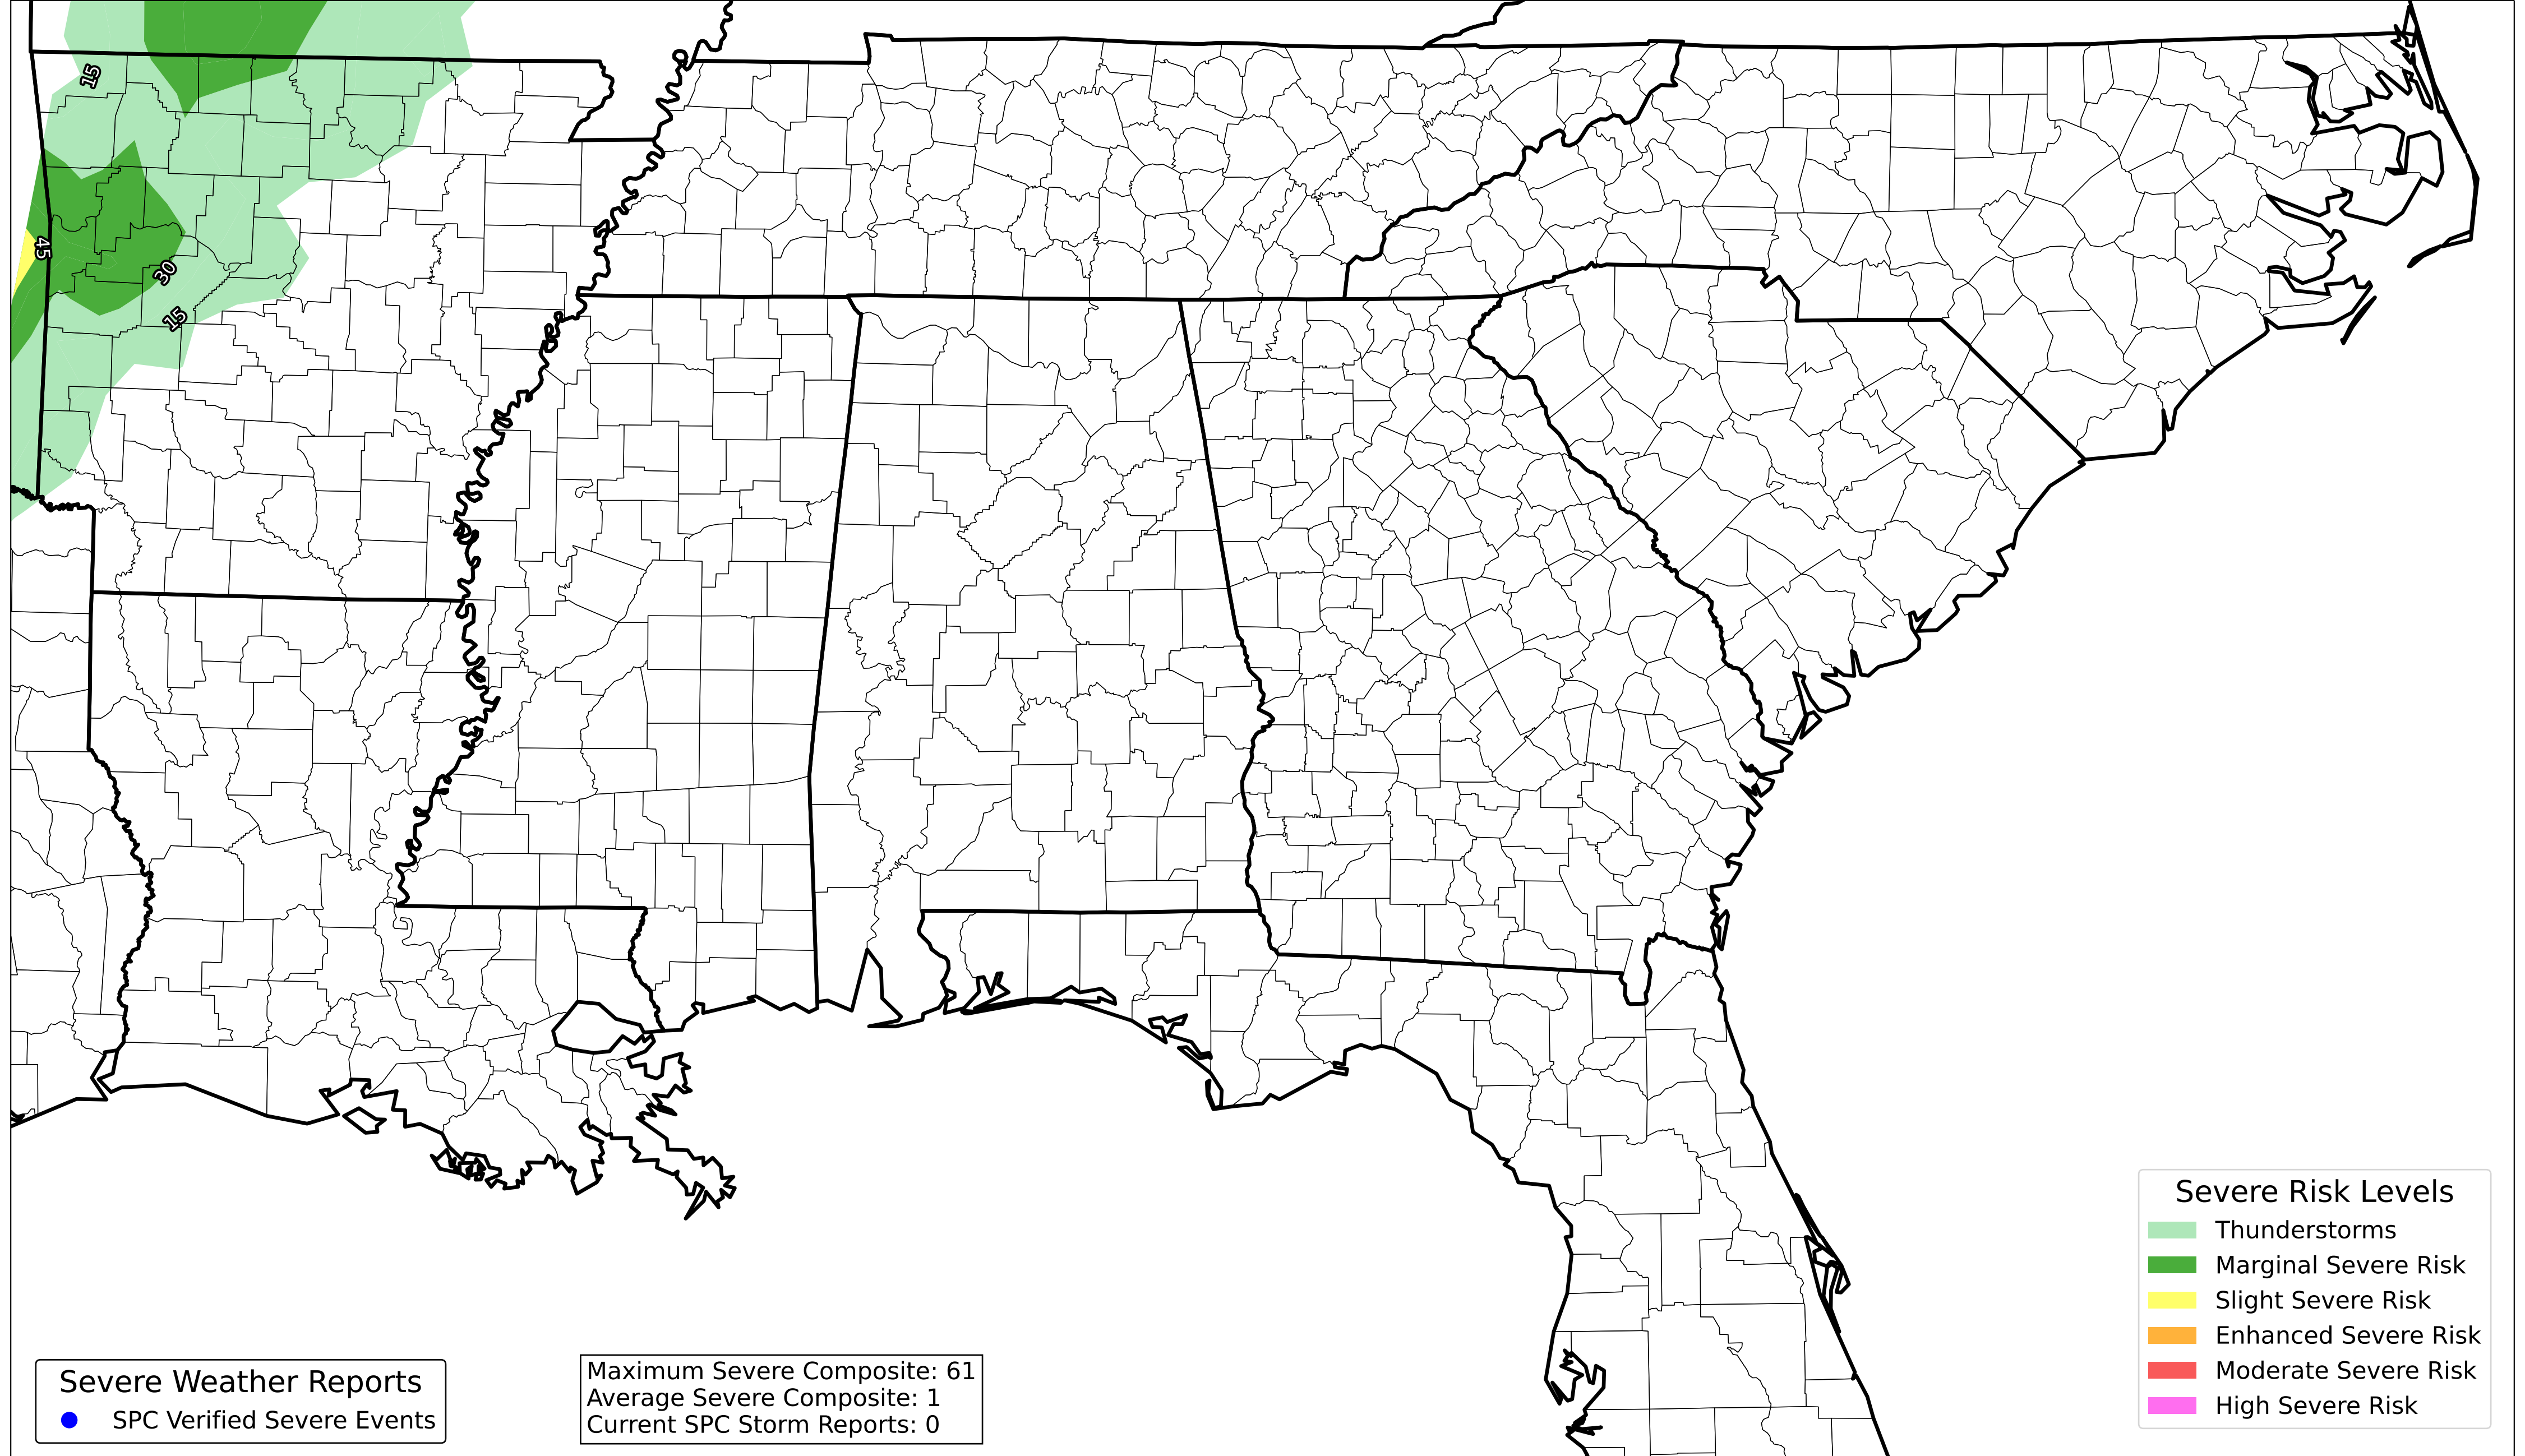 15
45
30
15
Severe Risk Levels
Thunderstorms
Marginal Severe Risk
Slight Severe Risk
Enhanced Severe Risk
Moderate Severe Risk
High Severe Risk
Severe Weather Reports
SPC Verified Severe Events
Maximum Severe Composite: 61
Average Severe Composite: 1
Current SPC Storm Reports: 0